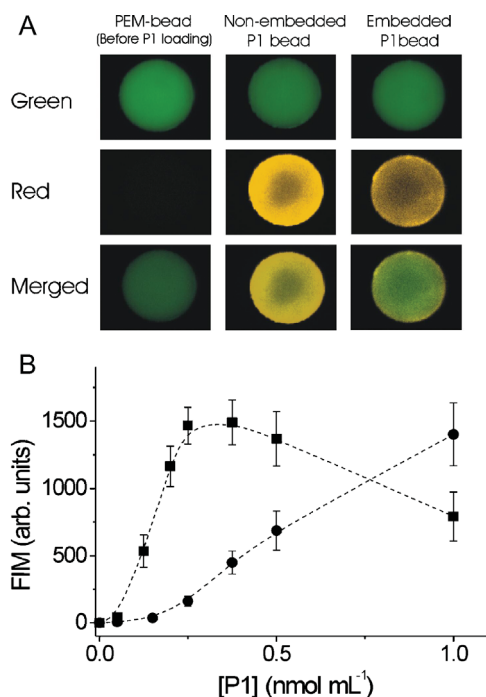 A
PEM-bead
(Before P1 loading)
Non-embedded
P1 bead
Embedded
P1bead
Green
Red
Merged
B
FIM (arb. units)
1500
1000
500
0
0.0
0.5
1.0
[P1] (nmol mL⁻¹)